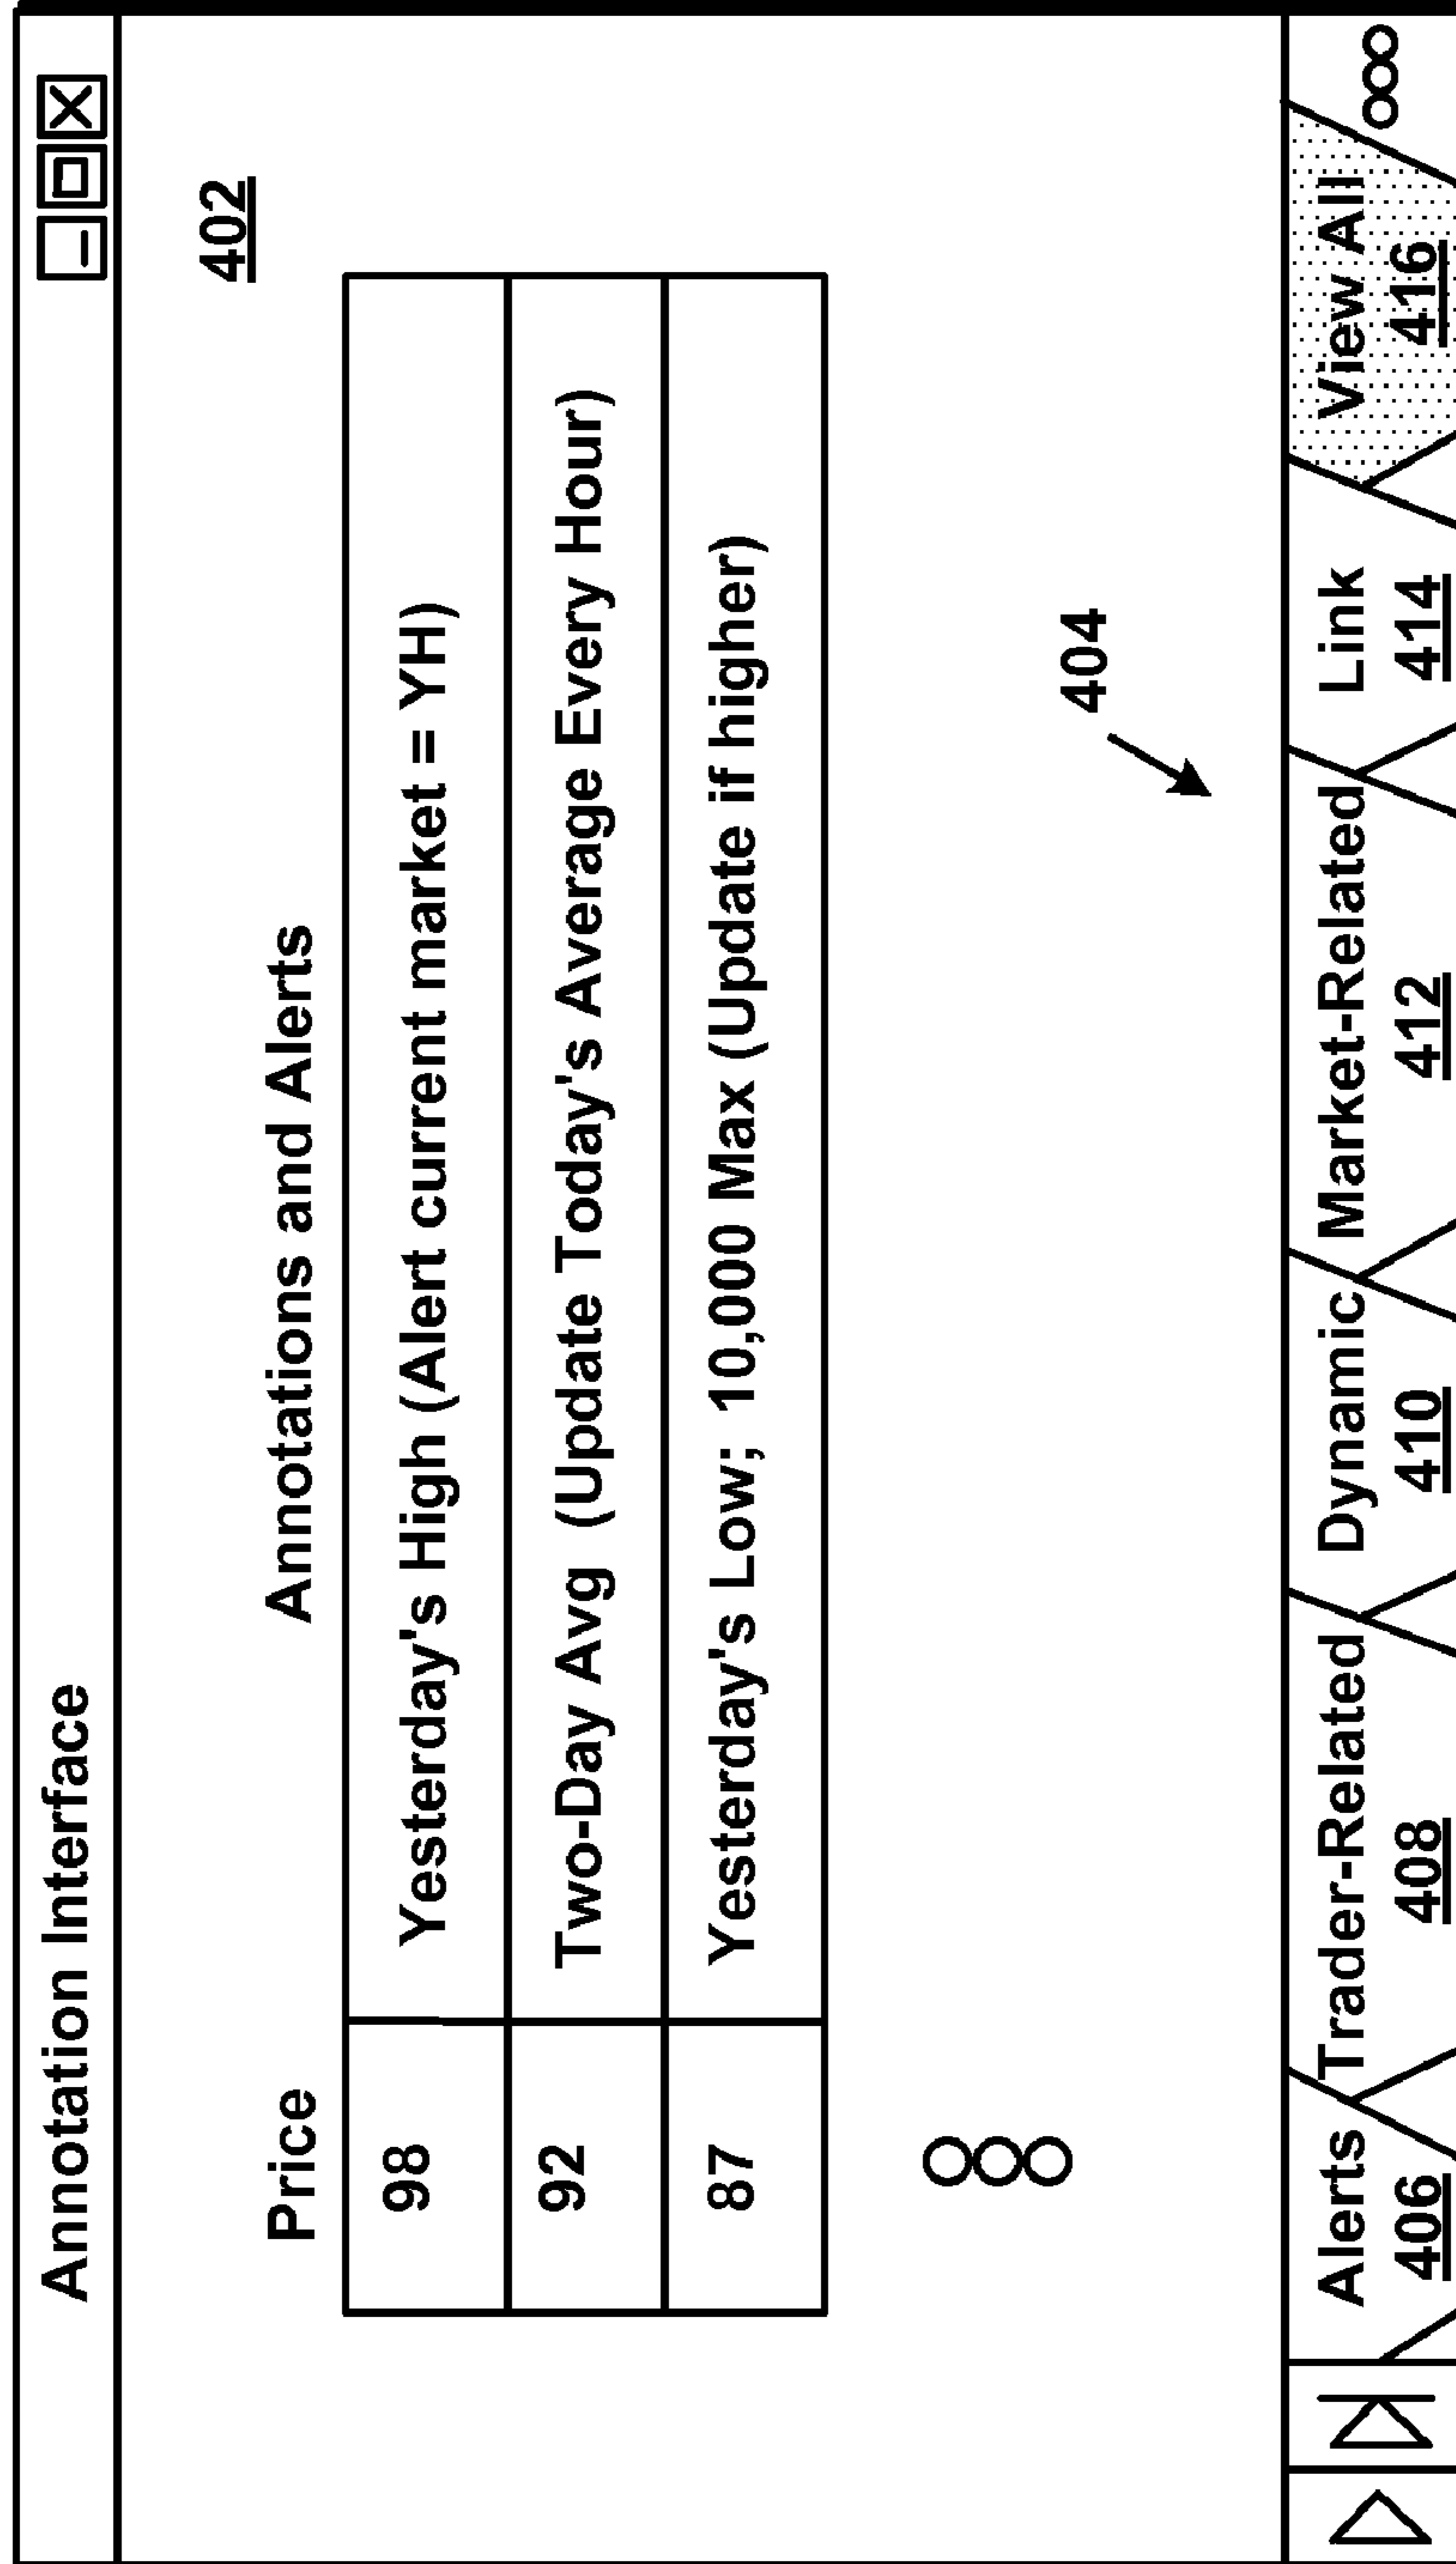 Annotation Interface
402
Price Annotations and Alerts
98 Yesterday's High (Alert current market = YH)
92 Two-Day Avg (Update Today's Average Every Hour)
87 Yesterday's Low; 10,000 Max (Update if higher)
404
Alerts Trader-Related Dynamic Market-Related Link View All
406 408 410 412 414 416